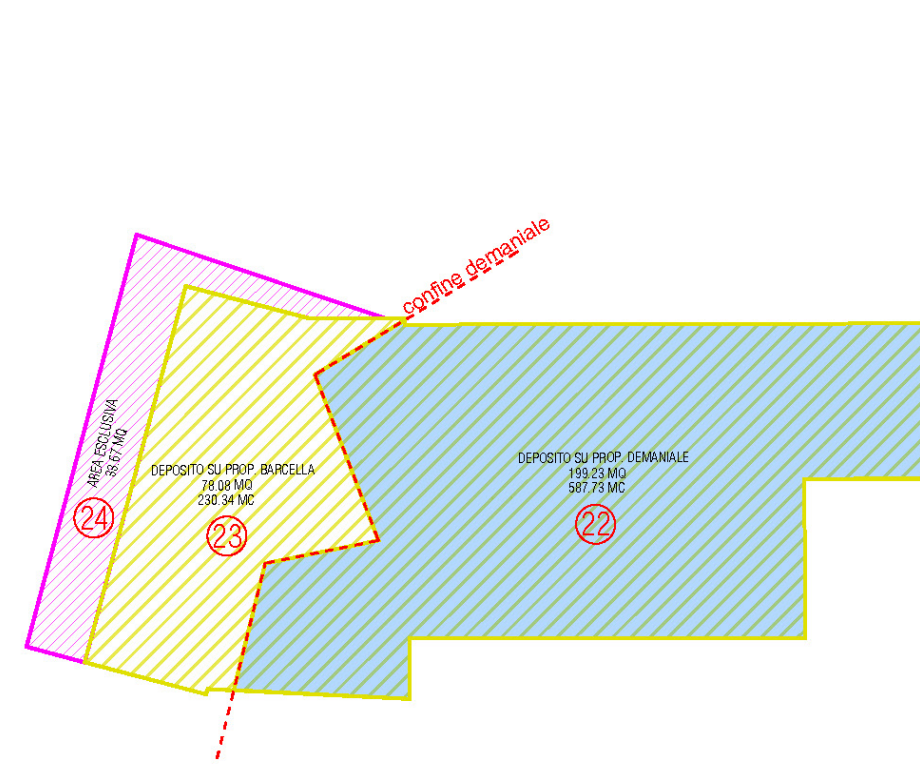 confine demaniale
AREA ESCLUSIVA
38.67 MQ
24
DEPOSITO SU PROP. BARCELLA
78.08 MQ
230.34 MC
23
DEPOSITO SU PROP. DEMANIALE
199.23 MQ
587.73 MC
22